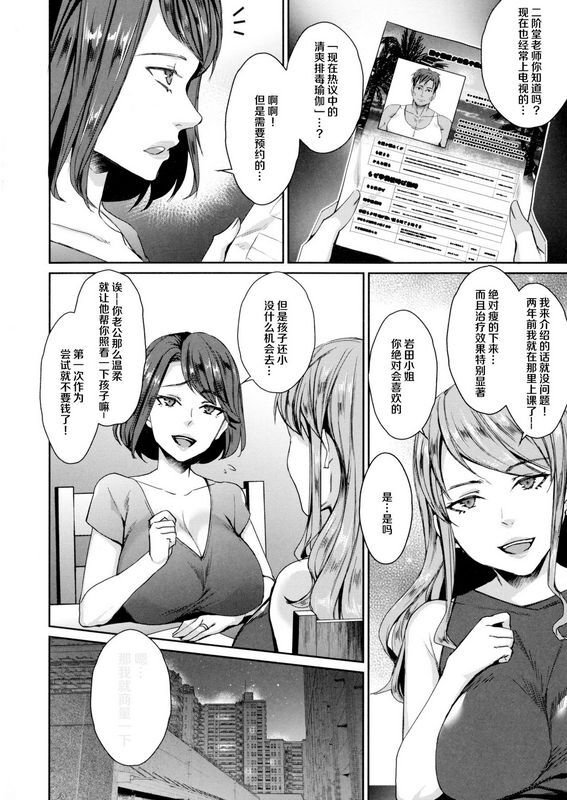 二阶堂老师你知道吗？
现在也经常上电视的…
「现在热议中的
清爽排毒瑜伽」…？
啊啊！
但是需要预约的…
我来介绍的话就没问题！
两年前我就在那里上课了—
绝对瘦的下来，
而且治疗效果特别显著
岩田小姐
你绝对会喜欢的
是…是吗
但是孩子还小
没什么机会去…
诶—你老公那么温柔
就让他帮你照看一下孩子嘛~
第一次作为
尝试就不要钱了！
嗯…
那我就商量一下